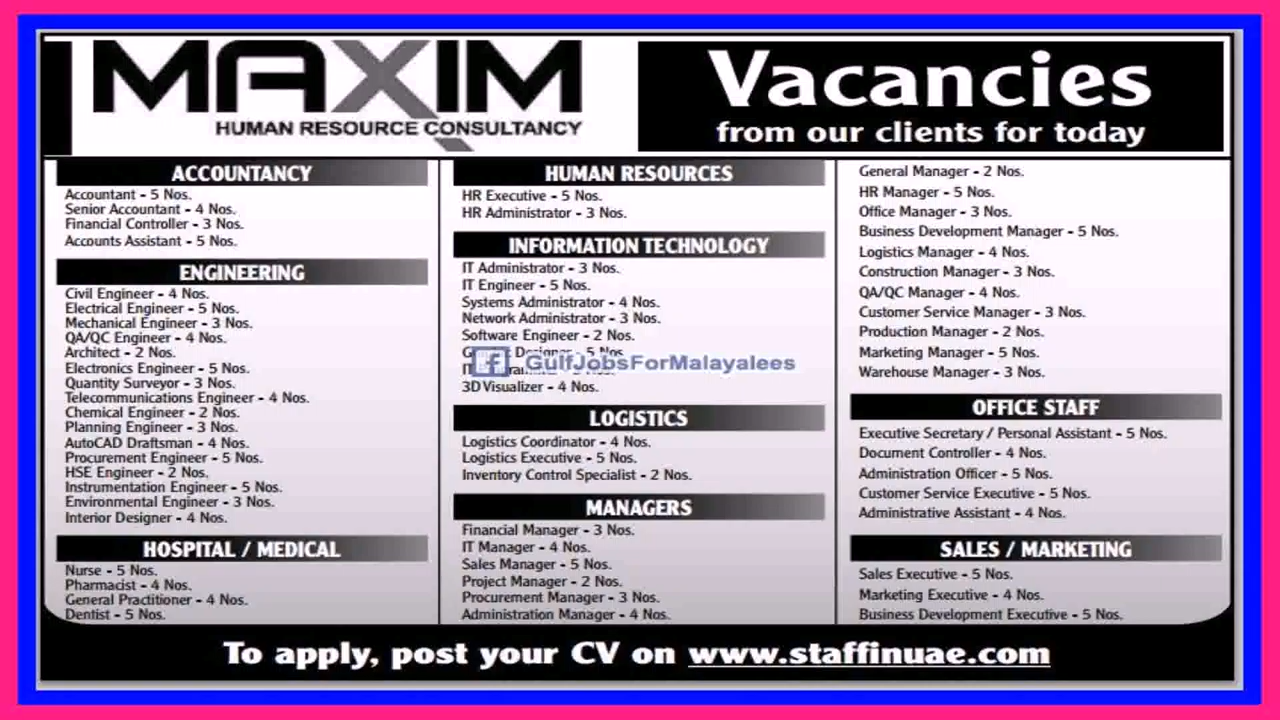 MAXIM
HUMAN RESOURCE CONSULTANCY
Vacancies
from our clients for today
ACCOUNTANCY
Accountant - 5 Nos.
Senior Accountant - 4 Nos.
Financial Controller - 3 Nos.
Accounts Assistant - 5 Nos.
ENGINEERING
Civil Engineer - 4 Nos.
Electrical Engineer - 5 Nos.
Mechanical Engineer - 3 Nos.
QA/QC Engineer - 4 Nos.
Architect - 2 Nos.
Electronics Engineer - 5 Nos.
Quantity Surveyor - 3 Nos.
Telecommunications Engineer - 4 Nos.
Chemical Engineer - 2 Nos.
Planning Engineer - 3 Nos.
AutoCAD Draftsman - 4 Nos.
Procurement Engineer - 5 Nos.
HSE Engineer - 2 Nos.
Instrumentation Engineer - 5 Nos.
Environmental Engineer - 3 Nos.
Interior Designer - 4 Nos.
HOSPITAL / MEDICAL
Nurse - 5 Nos.
Pharmacist - 4 Nos.
General Practitioner - 4 Nos.
Dentist - 5 Nos.
HUMAN RESOURCES
HR Executive - 5 Nos.
HR Administrator - 3 Nos.
INFORMATION TECHNOLOGY
IT Administrator - 3 Nos.
IT Engineer - 5 Nos.
Systems Administrator - 4 Nos.
Network Administrator - 3 Nos.
Software Engineer - 2 Nos.
Designer - 5 Nos.
f GulfJobsForMalayalees
3D Visualizer - 4 Nos.
LOGISTICS
Logistics Coordinator - 4 Nos.
Logistics Executive - 5 Nos.
Inventory Control Specialist - 2 Nos.
MANAGERS
Financial Manager - 3 Nos.
IT Manager - 4 Nos.
Sales Manager - 5 Nos.
Project Manager - 2 Nos.
Procurement Manager - 3 Nos.
Administration Manager - 4 Nos.
General Manager - 2 Nos.
HR Manager - 5 Nos.
Office Manager - 3 Nos.
Business Development Manager - 5 Nos.
Logistics Manager - 4 Nos.
Construction Manager - 3 Nos.
QA/QC Manager - 4 Nos.
Customer Service Manager - 3 Nos.
Production Manager - 2 Nos.
Marketing Manager - 5 Nos.
Warehouse Manager - 3 Nos.
OFFICE STAFF
Executive Secretary / Personal Assistant - 5 Nos.
Document Controller - 4 Nos.
Administration Officer - 5 Nos.
Customer Service Executive - 5 Nos.
Administrative Assistant - 4 Nos.
SALES / MARKETING
Sales Executive - 5 Nos.
Marketing Executive - 4 Nos.
Business Development Executive - 5 Nos.
To apply, post your CV on www.staffinuae.com